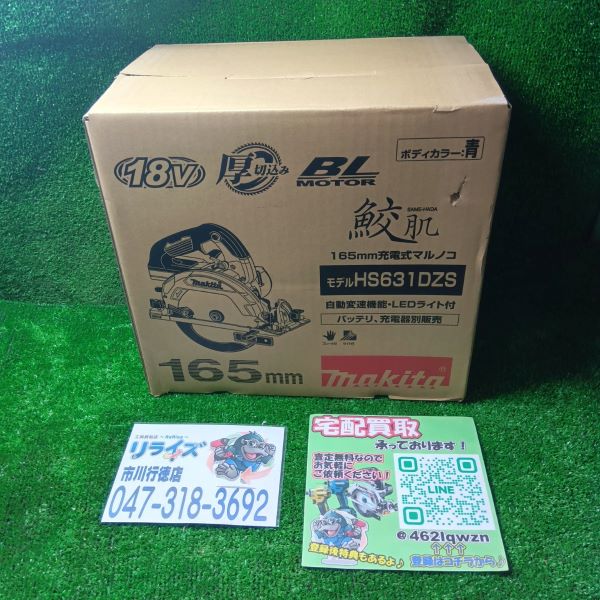 18V
厚切込み
BL
MOTOR
ボディカラー:青
鮫肌
SAME-HADA
165mm充電式マルノコ
モデルHS631DZS
自動変速機能・LEDライト付
バッテリ、充電器別販売
makita
165mm
makita®
工具買取店 ～ReRise～
リライズ
市川行徳店
047-318-3692
宅配買取
承っております!
査定無料なので
お気軽に
ご依頼ください!
LINE
@462lqwzn
↑↑↑
登録後特典もあるよ♪
登録はコチラから♪